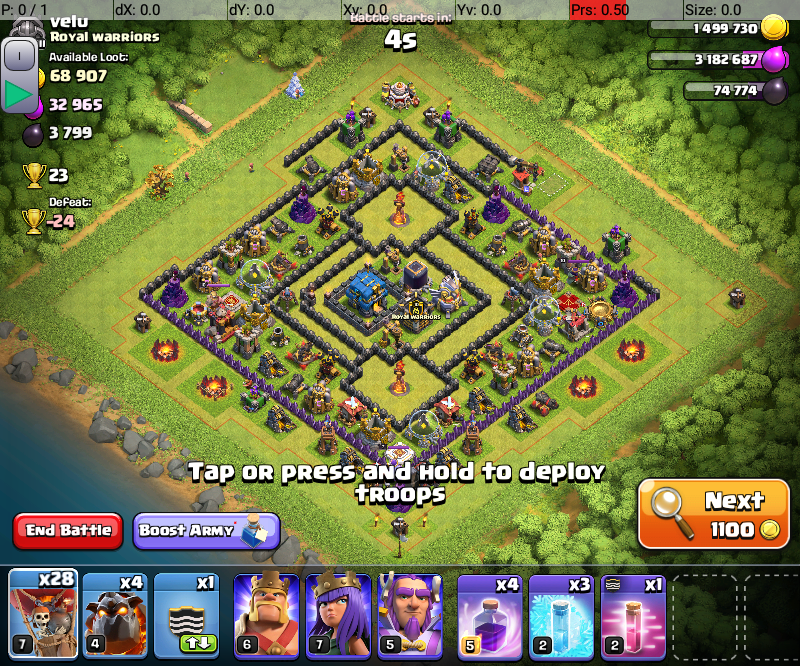 P: 0 / 1 dX: 0.0 dY: 0.0 Xv: 0.0 Yv: 0.0 Prs: 0.50 Size: 0.0
velu
Royal warriors
Battle starts in:
4s
Available Loot:
68 907
32 965
3 799
23
Defeat:
-24
1 499 730
3 182 687
74 774
Royal warriors
Tap or press and hold to deploy
troops
End Battle
Boost Army
Next
1100
x28 x4 x1 x4 x3 x1
7 4 6 7 5 5 2 2